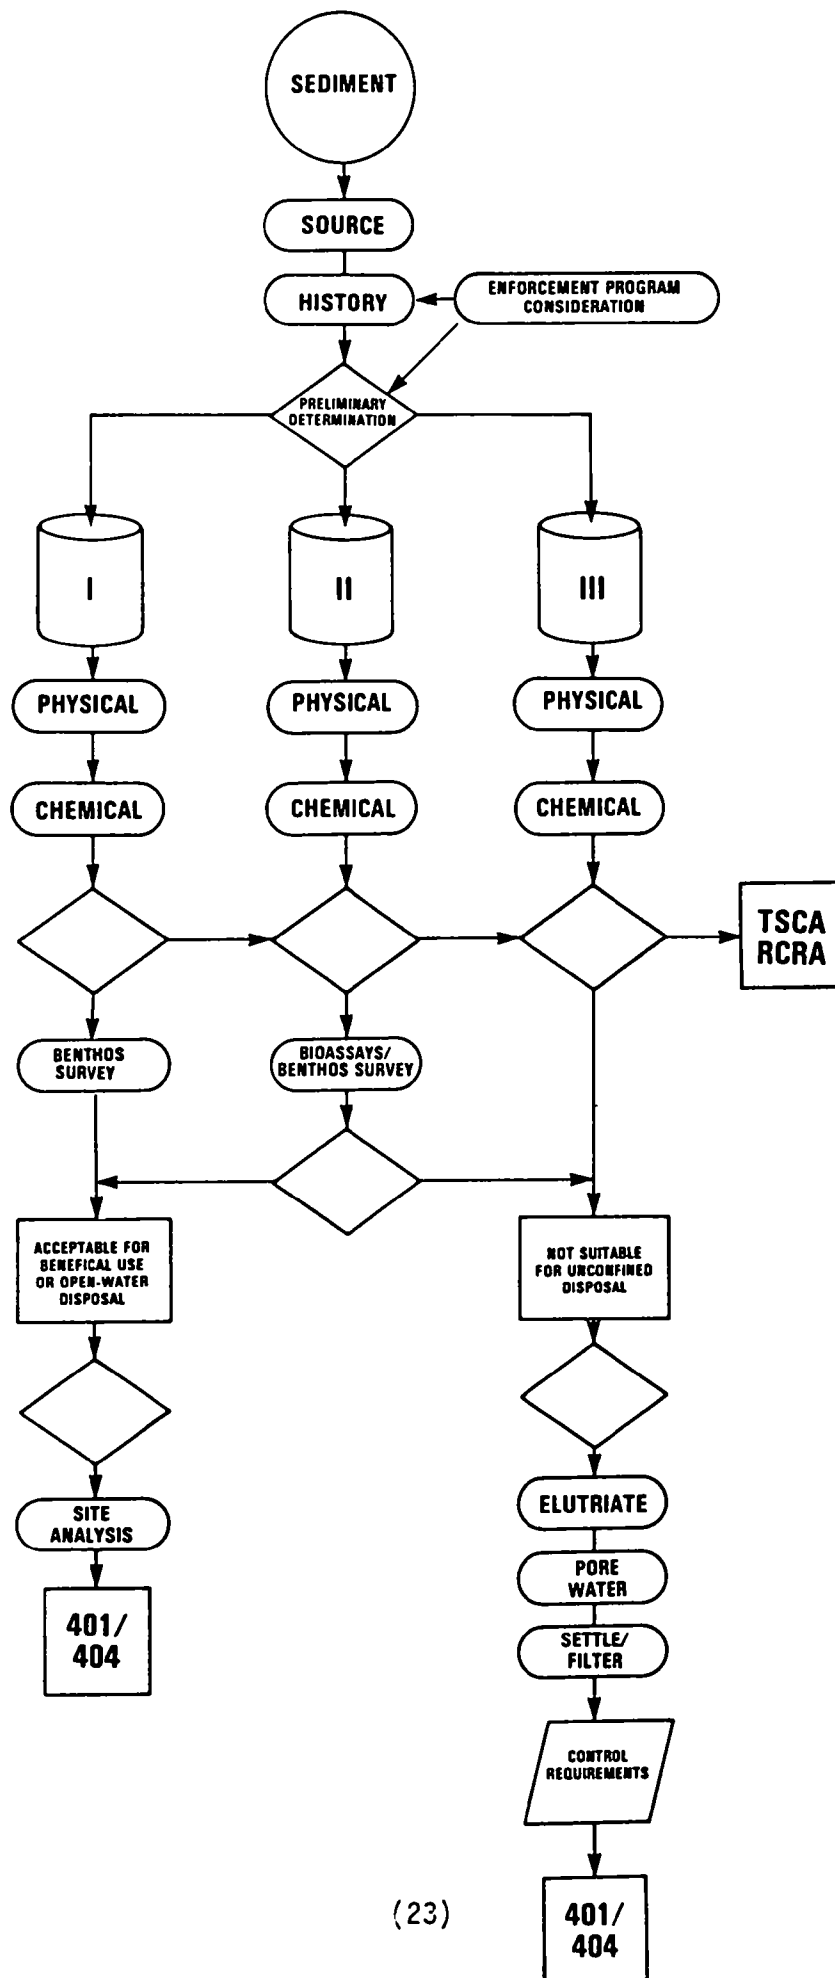 SEDIMENT
SOURCE
HISTORY
ENFORCEMENT PROGRAM
CONSIDERATION
PRELIMINARY
DETERMINATION
I
II
III
PHYSICAL
PHYSICAL
PHYSICAL
CHEMICAL
CHEMICAL
CHEMICAL
TSCA
RCRA
BENTHOS
SURVEY
BIOASSAYS/
BENTHOS SURVEY
ACCEPTABLE FOR
BENEFICAL USE
OR OPEN-WATER
DISPOSAL
NOT SUITABLE
FOR UNCONFINED
DISPOSAL
SITE
ANALYSIS
401/
404
ELUTRIATE
PORE
WATER
SETTLE/
FILTER
CONTROL
REQUIREMENTS
401/
404
(23)